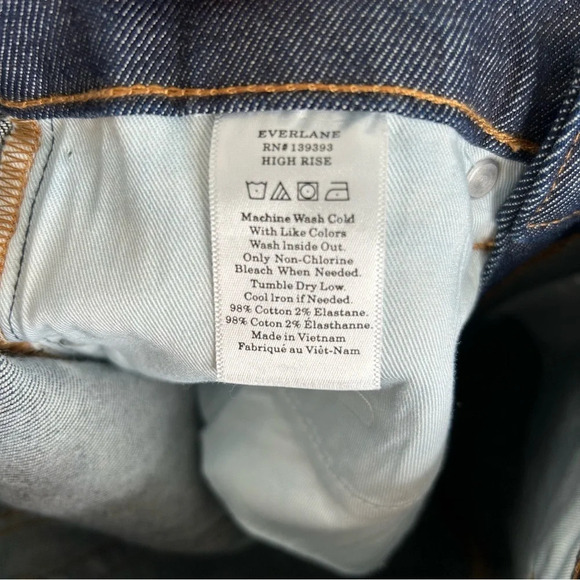 EVERLANE
RN# 139393
HIGH RISE
Machine Wash Cold
With Like Colors
Wash Inside Out.
Only Non-Chlorine
Bleach When Needed.
Tumble Dry Low.
Cool Iron if Needed.
98% Cotton 2% Elastane.
98% Coton 2% Élasthanne.
Made in Vietnam
Fabriqué au Viêt-Nam